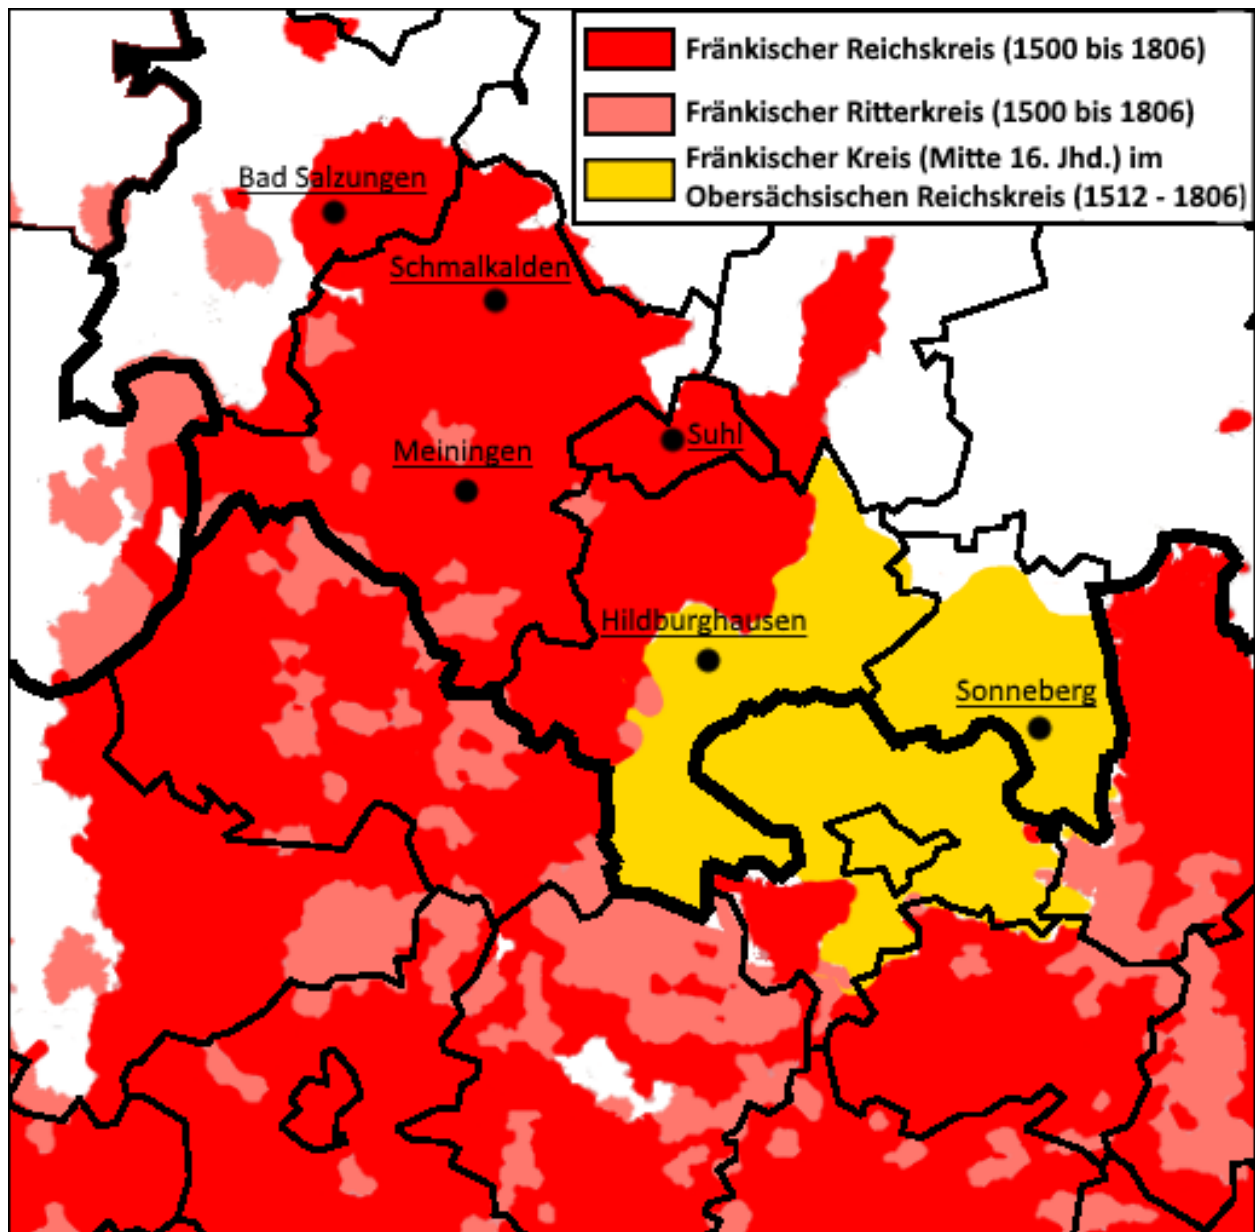 Fränkischer Reichskreis (1500 bis 1806)
Fränkischer Ritterkreis (1500 bis 1806)
Fränkischer Kreis (Mitte 16. Jhd.) im
Obersächsischen Reichskreis (1512 - 1806)
Bad Salzungen
Schmalkalden
Suhl
Meiningen
Hildburghausen
Sonneberg